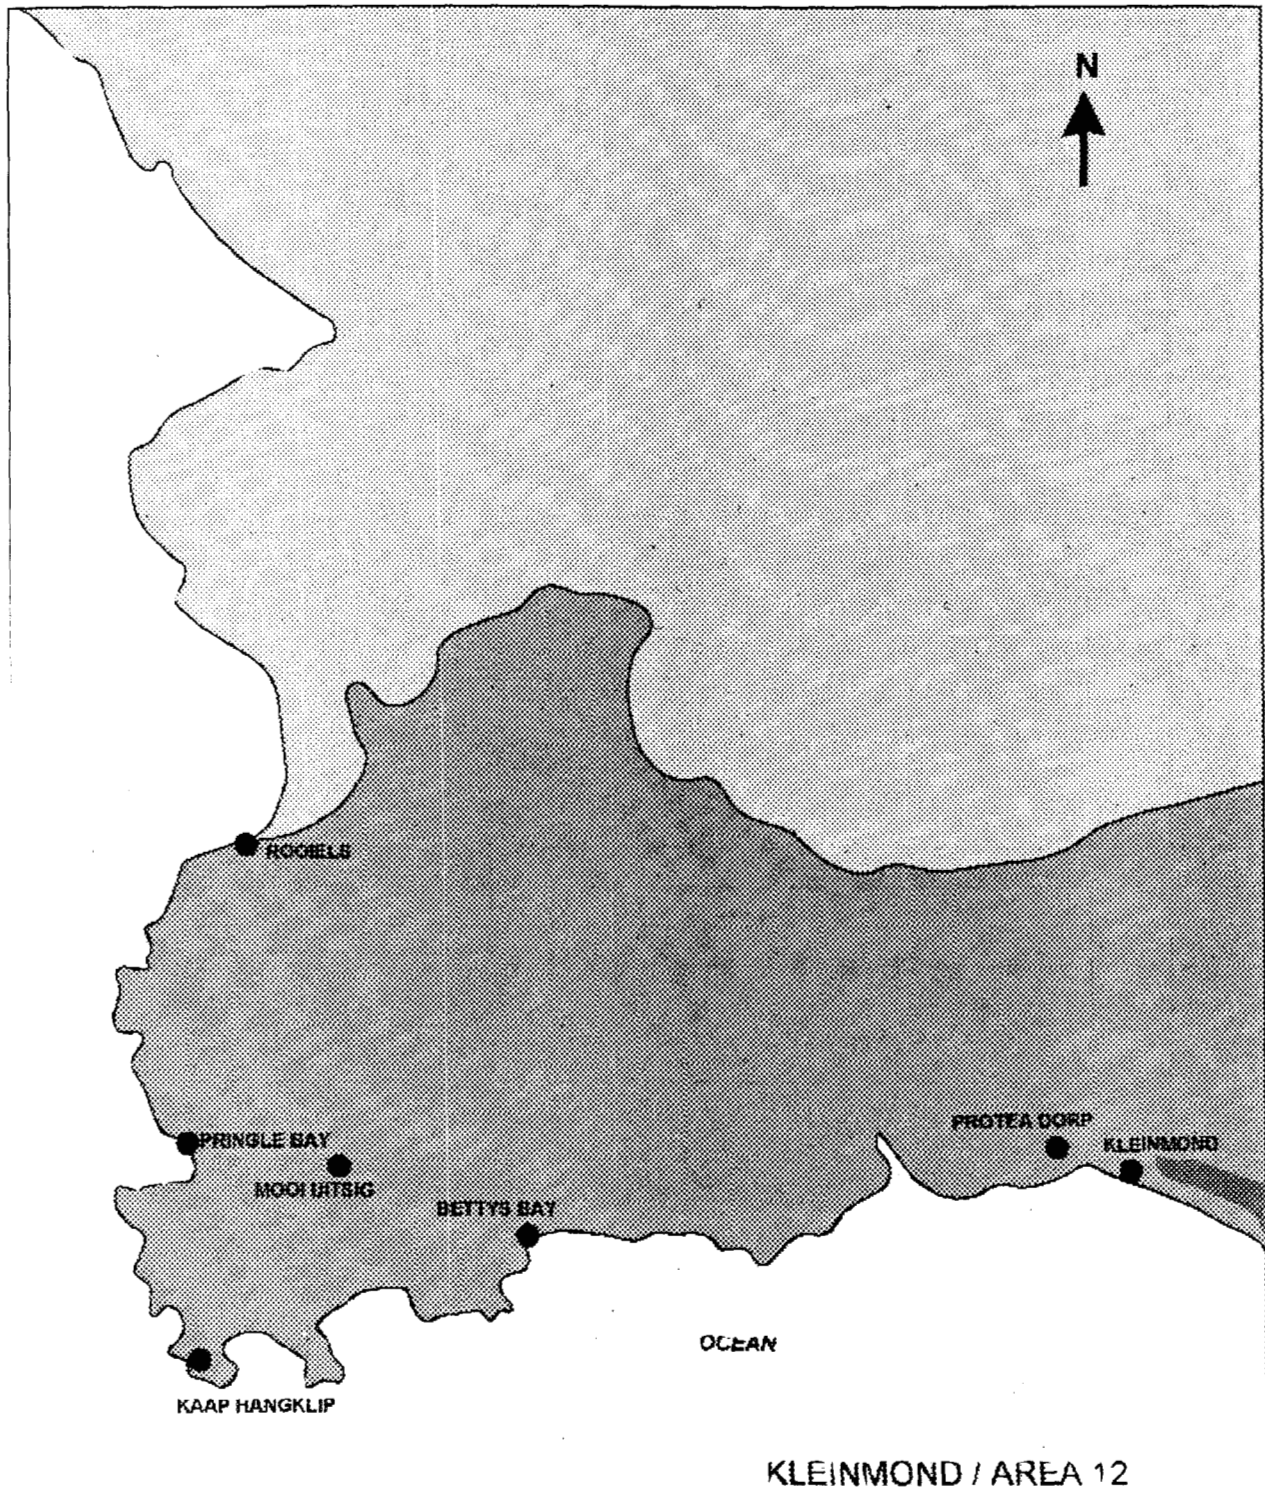 N
ROOIELS
PROTEA DORP
KLEINMOND
PRINGLE BAY
MOOI UITSIG
BETTYS BAY
OCEAN
KAAP HANGKLIP
KLEINMOND / AREA 12